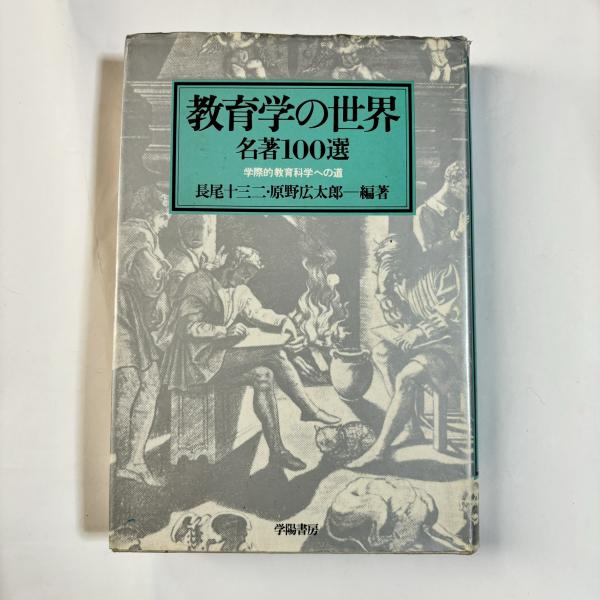 教育学の世界
名著100選
学際的教育科学への道
長尾十三二・原野広太郎―編著
学陽書房